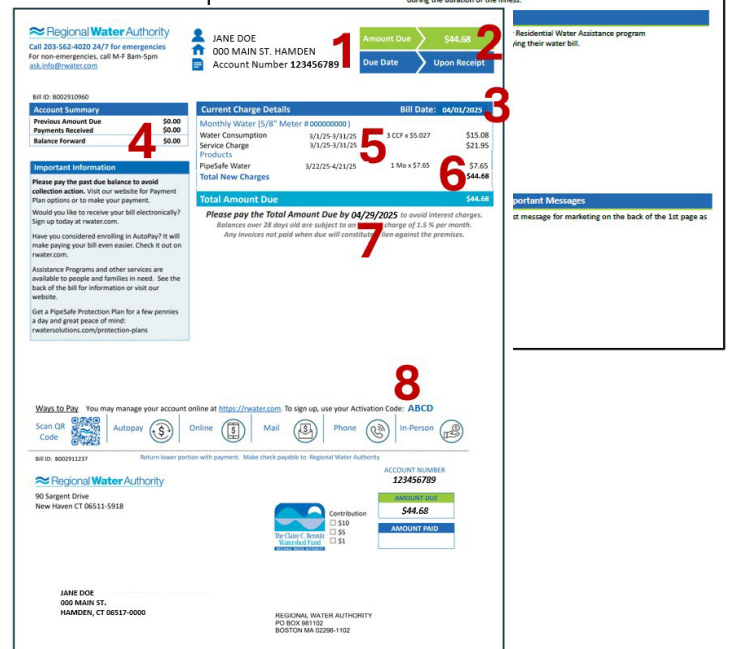 during the duration of the illness.
Regional Water Authority
Call 203-562-4020 24/7 for emergencies
For non-emergencies, call M-F 8am-5pm
ask.info@rwater.com
JANE DOE
000 MAIN ST. HAMDEN
Account Number 123456789
1
Amount Due $44.68
2
Due Date Upon Receipt
Residential Water Assistance program
ying their water bill.
Bill ID: B002910960
Account Summary
Previous Amount Due $0.00
Payments Received $0.00
Balance Forward $0.00
4
Current Charge Details Bill Date: 04/01/2025
3
Monthly Water (5/8" Meter #000000000)
Water Consumption 3/1/25-3/31/25 3 CCF x $5.027 $15.08
Service Charge 3/1/25-3/31/25 $21.95
5
Products
PipeSafe Water 3/22/25-4/21/25 1 Mo x $7.65 $7.65
6
Total New Charges $44.68
Total Amount Due $44.68
Please pay the Total Amount Due by 04/29/2025 to avoid interest charges.
Balances over 28 days old are subject to an charge of 1.5 % per month.
Any invoices not paid when due will constitute lien against the premises.
7
Important Information
Please pay the past due balance to avoid
collection action. Visit our website for Payment
Plan options or to make your payment.
Would you like to receive your bill electronically?
Sign up today at rwater.com.
Have you considered enrolling in AutoPay? It will
make paying your bill even easier. Check it out on
rwater.com.
Assistance Programs and other services are
available to people and families in need. See the
back of the bill for information or visit our
website.
Get a PipeSafe Protection Plan for a few pennies
a day and great peace of mind:
rwatersolutions.com/protection-plans
portant Messages
st message for marketing on the back of the 1st page as
8
Ways to Pay You may manage your account online at https://rwater.com. To sign up, use your Activation Code: ABCD
Scan QR
Code
Autopay
Online
Mail
Phone
In-Person
Bill ID: B002911237
Return lower portion with payment. Make check payable to: Regional Water Authority
Regional Water Authority
90 Sargent Drive
New Haven CT 06511-5918
ACCOUNT NUMBER
123456789
AMOUNT DUE
$44.68
AMOUNT PAID
The Claire C. Bennitt
Watershed Fund
REGIONAL WATER AUTHORITY
Contribution
$10
$5
$1
JANE DOE
000 MAIN ST.
HAMDEN, CT 06517-0000
REGIONAL WATER AUTHORITY
PO BOX 981102
BOSTON MA 02298-1102